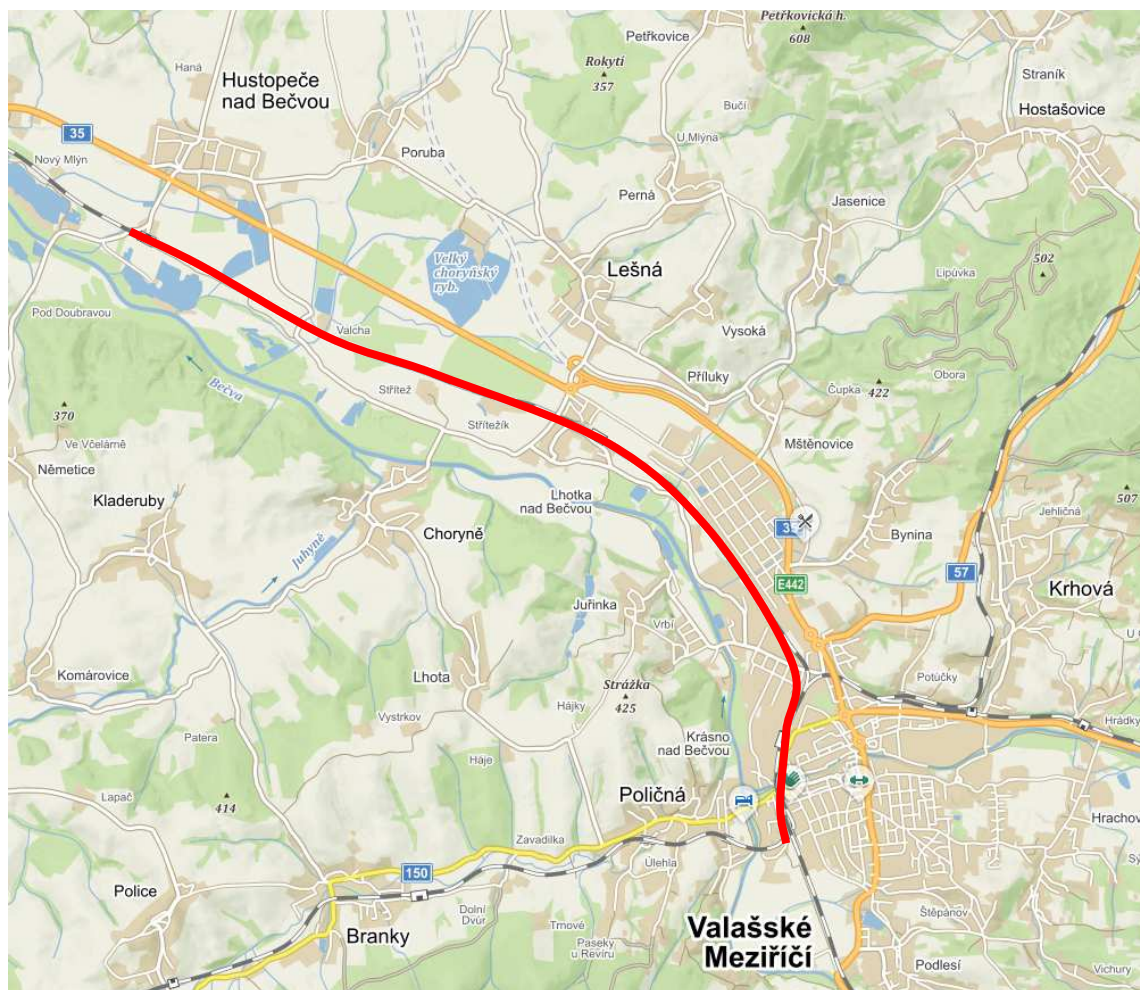 Petřkovická h.
608
Petřkovice
Haná
Rokytí
357
Straník
Hustopeče
nad Bečvou
Bučí
Hostašovice
35
U Mlýna
Nový Mlýn
Poruba
Perná
Jasenice
Velký
choryňský
ryb.
Lešná
502
Lipůvka
Pod Doubravou
Valcha
Vysoká
Bečva
Příluky
Obora
Střítež
Čupka
422
370
Střítežík
Mštěnovice
Ve Včelárně
Němetice
Kladeruby
Lhotka
nad Bečvou
507
Jehličná
Choryně
35
Bynina
Juhyně
57
E442
Krhová
Juřinka
Vrbí
U
Komárovice
Lhota
Strážka
425
Potůčky
Vystrkov
Hájky
Hrádky
Patera
Krásno
nad Bečvou
Háje
Lapač
414
Poličná
Hrachov
Zavadilka
Úlehla
Sý
150
Police
Dolní
Dvůr
Trnové
Štěpánov
Branky
Paseky
u Revíru
Valašské
Meziříčí
Podlesí
Vichury